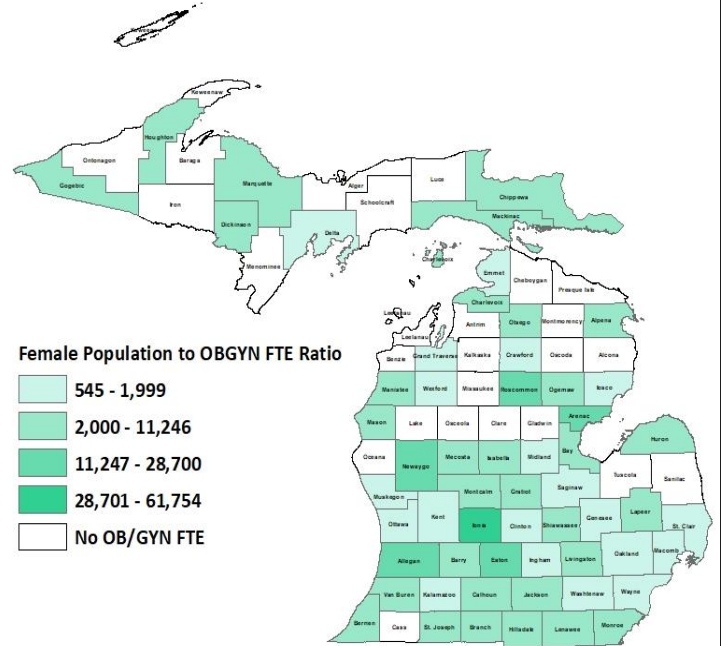 Keweenaw
Keweenaw
Houghton
Ontonagon
Baraga
Gogebic
Marquette
Luce
Alger
Chippewa
Iron
Schoolcraft
Mackinac
Dickinson
Delta
Menominee
Charlevoix
Emmet
Cheboygan
Presque Isle
Charlevoix
Leelanau
Antrim
Otsego
Montmorency
Alpena
Leelanau
Female Population to OBGYN FTE Ratio
Benzie
Grand Traverse
Kalkaska
Crawford
Oscoda
Alcona
545 - 1,999
Manistee
Wexford
Missaukee
Roscommon
Ogemaw
Iosco
2,000 - 11,246
Arenac
Mason
Lake
Osceola
Clare
Gladwin
Huron
11,247 - 28,700
Oceana
Newaygo
Mecosta
Isabella
Midland
Bay
Tuscola
Sanilac
28,701 - 61,754
Muskegon
Montcalm
Gratiot
Saginaw
Lapeer
No OB/GYN FTE
Ottawa
Kent
Ionia
Clinton
Shiawassee
Genesee
St. Clair
Allegan
Barry
Eaton
Ingham
Livingston
Oakland
Macomb
Van Buren
Kalamazoo
Calhoun
Jackson
Washtenaw
Wayne
Berrien
Cass
St. Joseph
Branch
Hillsdale
Lenawee
Monroe